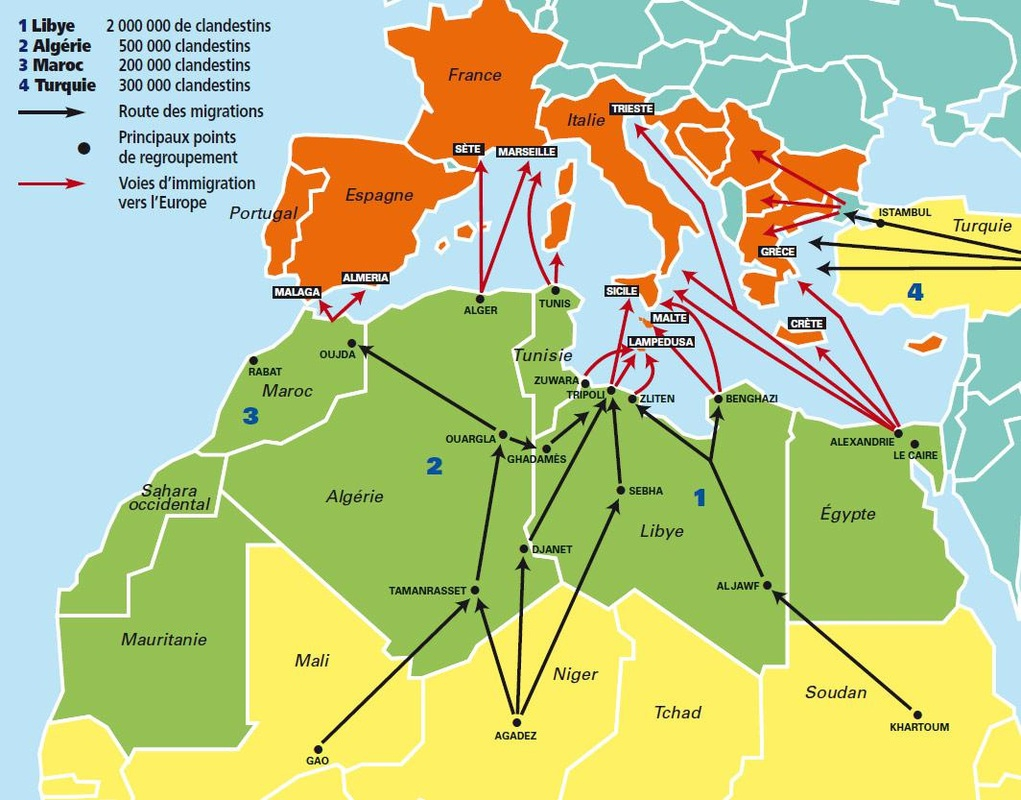 1 Libye 2 000 000 de clandestins
2 Algérie 500 000 clandestins
3 Maroc 200 000 clandestins
4 Turquie 300 000 clandestins
Route des migrations
Principaux points
de regroupement
Voies d'immigration
vers l'Europe
France
Italie
TRIESTE
SÈTE
MARSEILLE
Espagne
Portugal
ISTAMBUL
Turquie
GRÈCE
4
ALMERIA
MALAGA
SICILE
ALGER
TUNIS
MALTE
CRÈTE
LAMPEDUSA
OUJDA
Tunisie
RABAT
Maroc
3
ZUWARA
TRIPOLI
ZLITEN
BENGHAZI
OUARGLA
GHADAMÈS
ALEXANDRIE
LE CAIRE
2
Sahara
occidental
Algérie
SEBHA
1
Libye
Égypte
DJANET
TAMANRASSET
AL JAWF
Mauritanie
Mali
Niger
Tchad
Soudan
KHARTOUM
AGADEZ
GAO